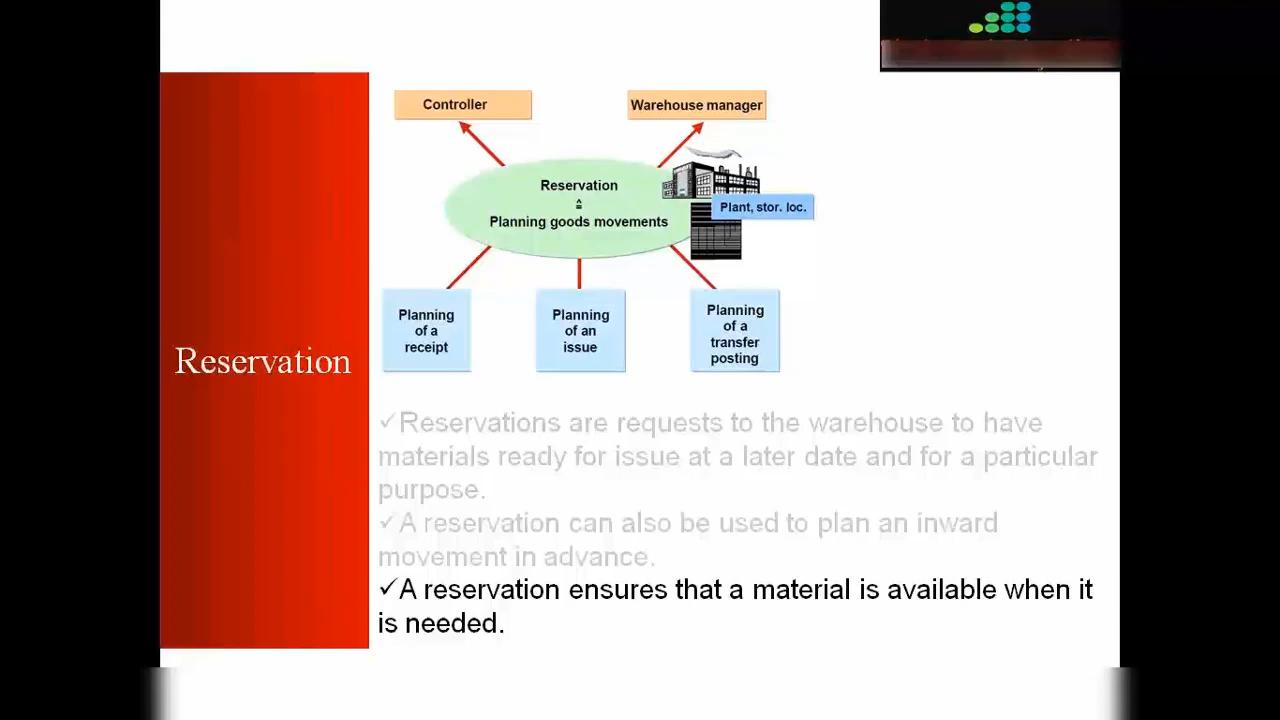 Controller
Warehouse manager
Reservation
≙
Planning goods movements
Plant, stor. loc.
Planning
of a
receipt
Planning
of an
issue
Planning
of a
transfer
posting
Reservation
✓Reservations are requests to the warehouse to have
materials ready for issue at a later date and for a particular
purpose.
✓A reservation can also be used to plan an inward
movement in advance.
✓A reservation ensures that a material is available when it
is needed.